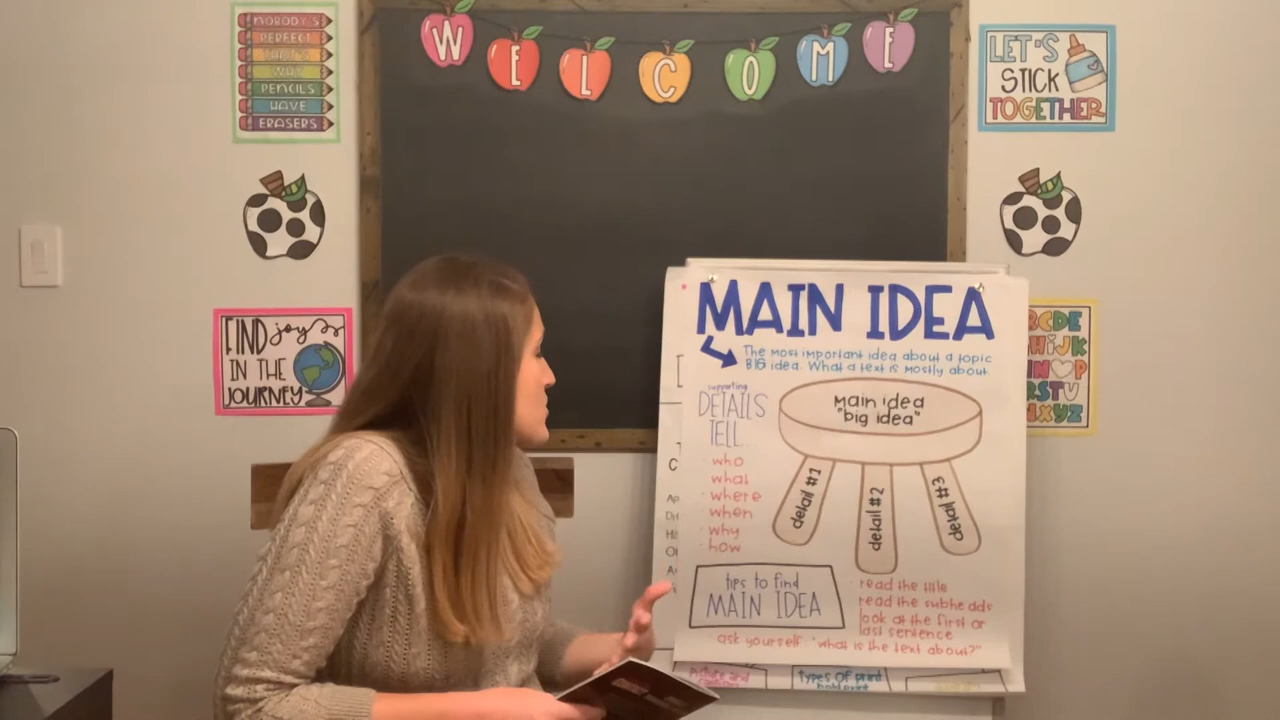 NOBODY'S
PERFECT
THAT'S
WHY
PENCILS
HAVE
ERASERS
WELCOME
LET'S
STICK
TOGETHER
FIND joy
IN THE
JOURNEY
MAIN IDEA
The most important idea about a topic
BIG idea. What a text is mostly about.
supporting
DETAILS
TELL...
· who
· what
· where
· when
· why
· how
Main idea
"big idea"
detail #1
detail #2
detail #3
tips to find
MAIN IDEA
· read the title
read the subheads
look at the first or
last sentence
ask yourself: "what is the text about?"
Picture and
Types of print
bold print